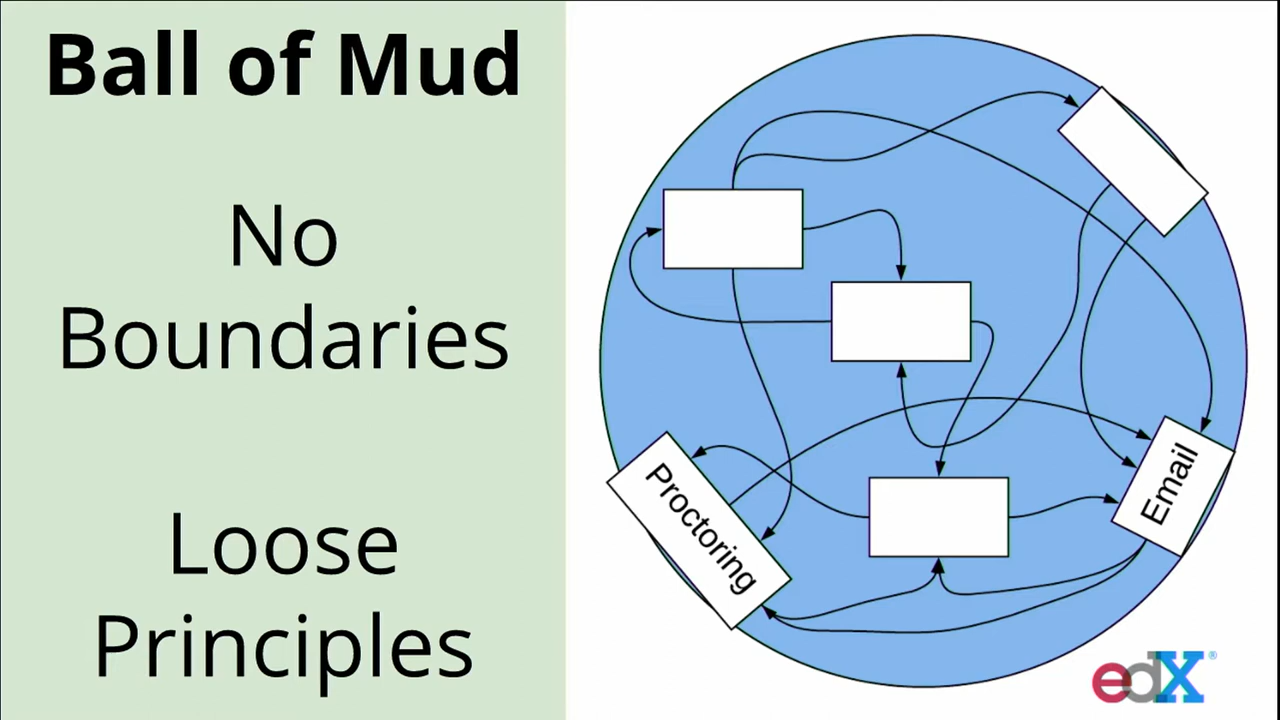 Ball of Mud
No
Boundaries
Loose
Principles
Proctoring
Email
edX®